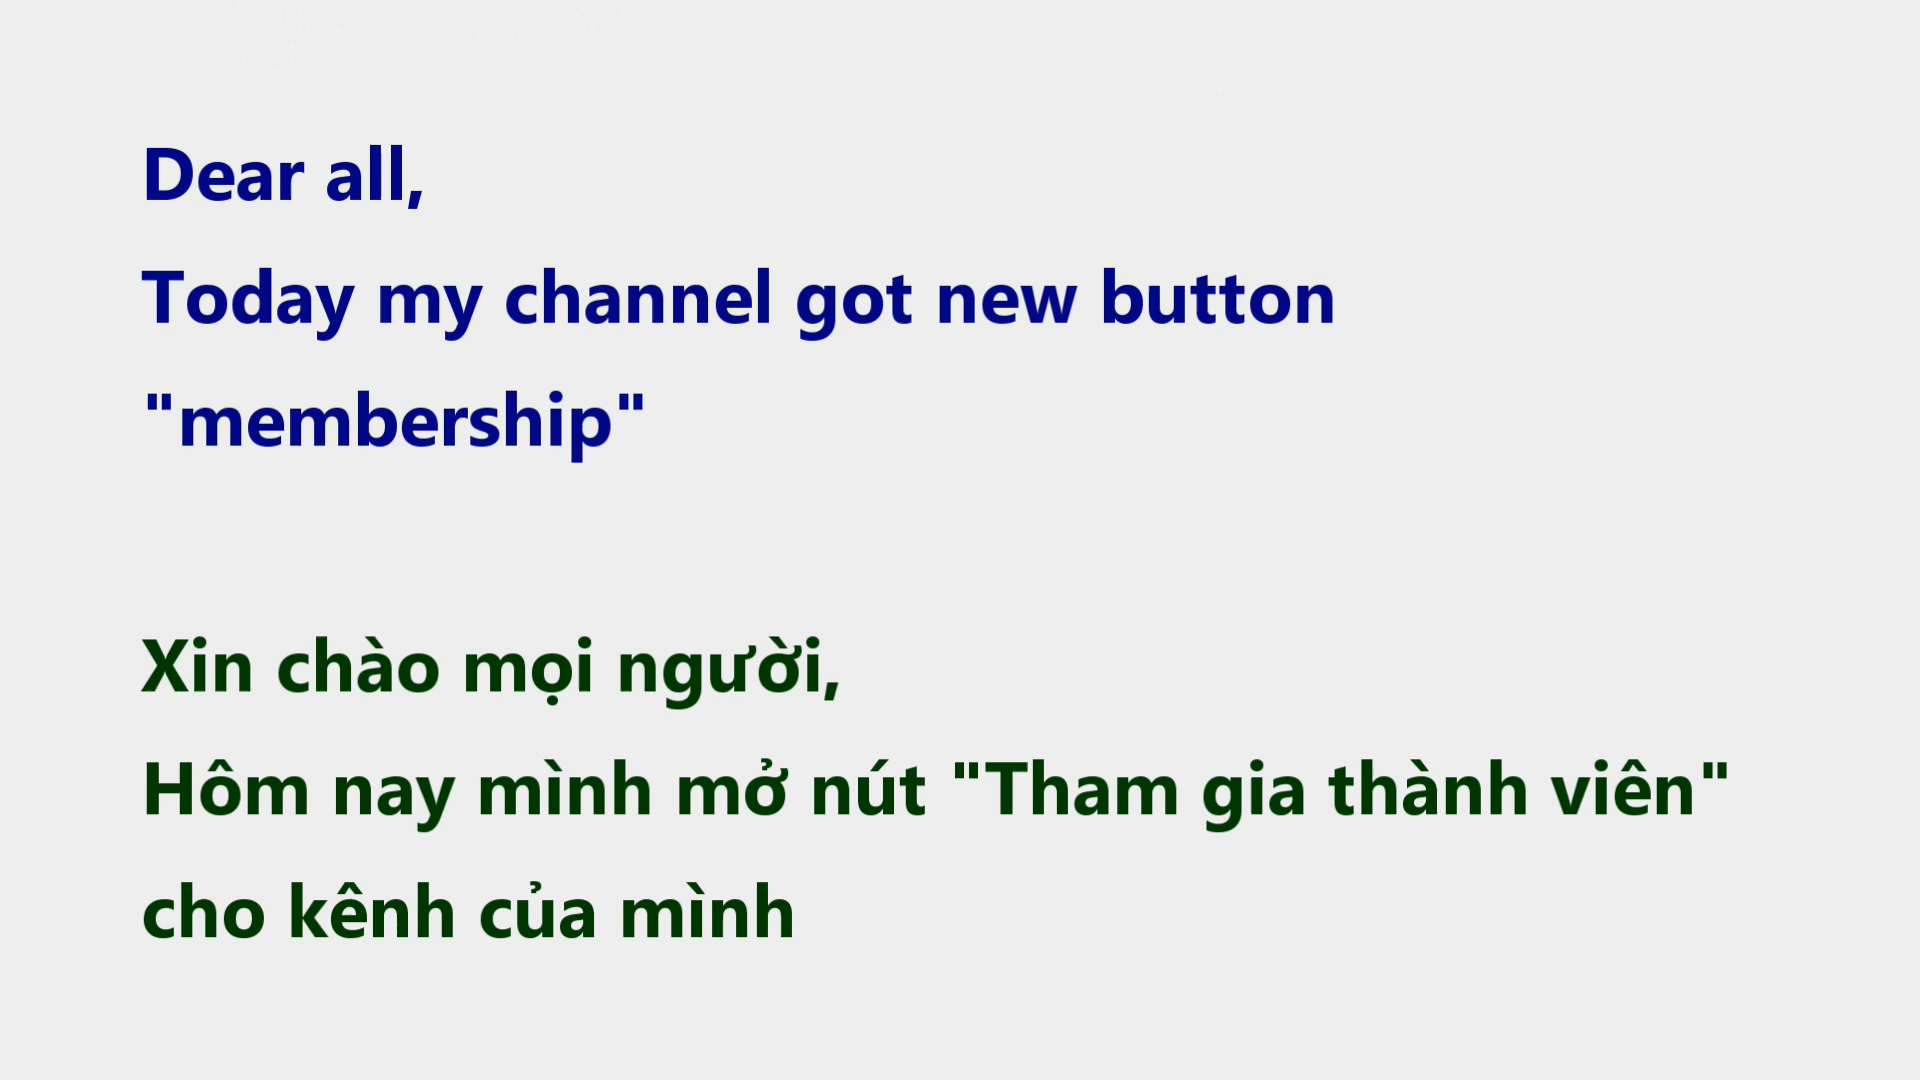 Dear all,
Today my channel got new button
"membership"
Xin chào mọi người,
Hôm nay mình mở nút "Tham gia thành viên"
cho kênh của mình